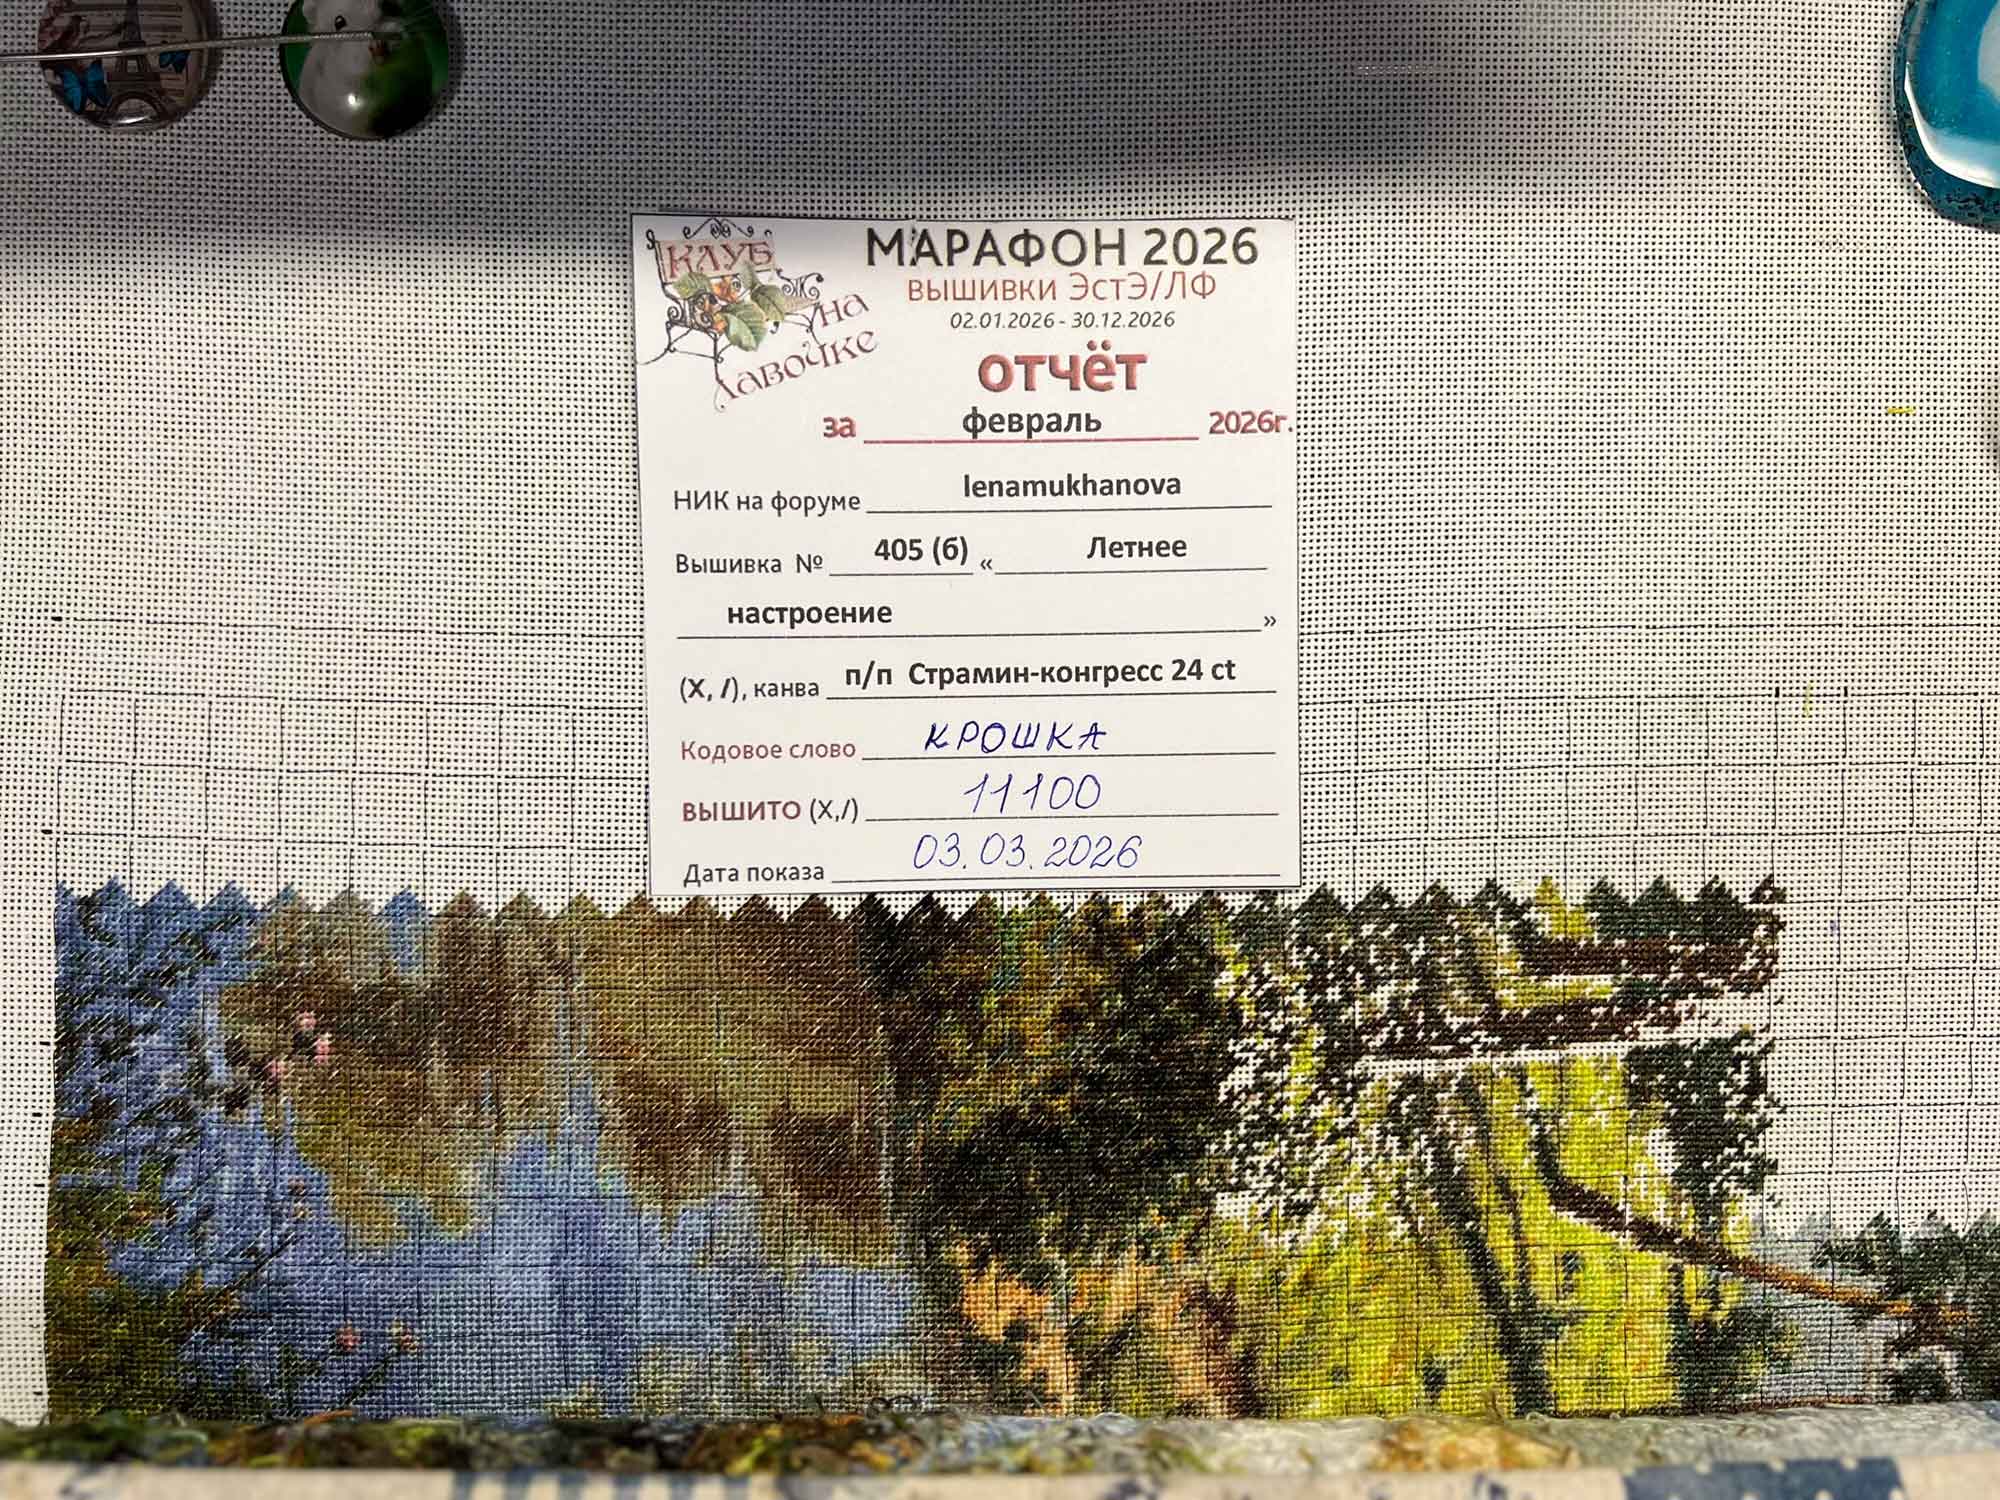 КЛУБ
на
лавочке
МАРАФОН 2026
ВЫШИВКИ ЭстЭ/ЛФ
02.01.2026 - 30.12.2026
отчёт
за февраль 2026г.
НИК на форуме lenamukhanova
Вышивка № 405 (б) « Летнее
настроение »
(X, /), канва п/п Страмин-конгресс 24 ct
Кодовое слово КРОШКА
ВЫШИТО (X,/) 11100
Дата показа 03.03.2026